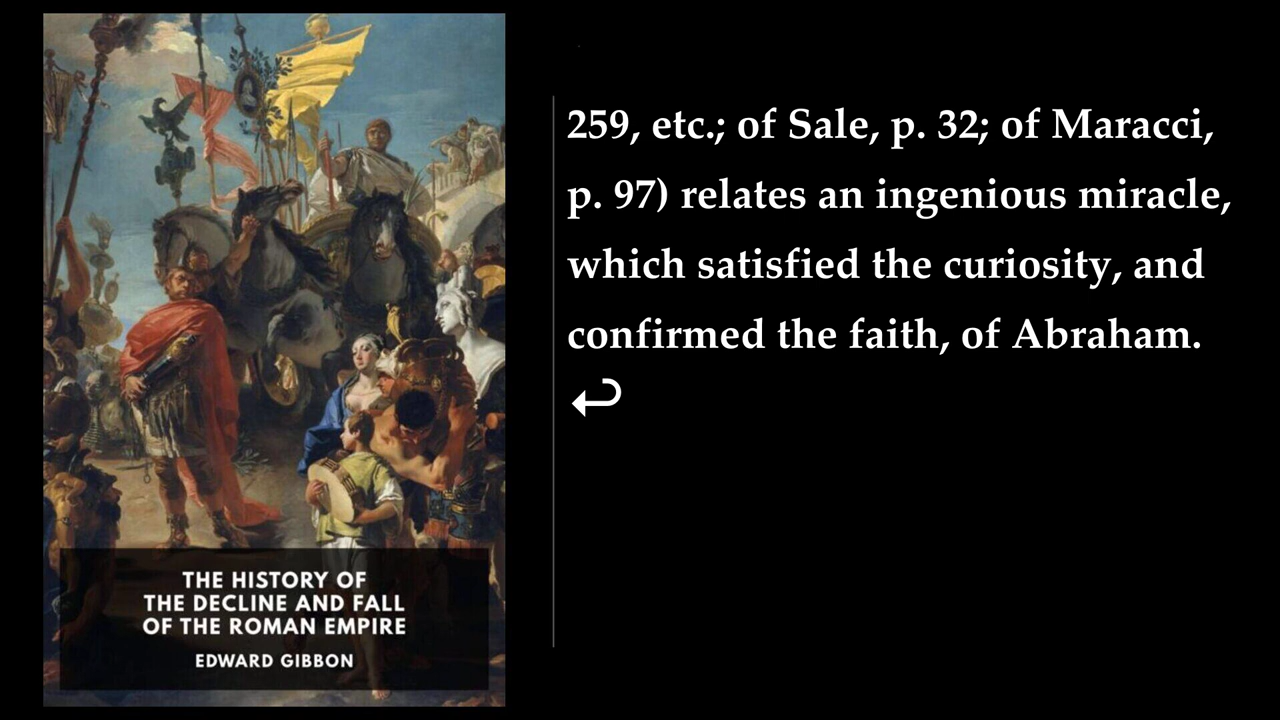 259, etc.; of Sale, p. 32; of Maracci,
p. 97) relates an ingenious miracle,
which satisfied the curiosity, and
confirmed the faith, of Abraham.
↩
THE HISTORY OF
THE DECLINE AND FALL
OF THE ROMAN EMPIRE
EDWARD GIBBON